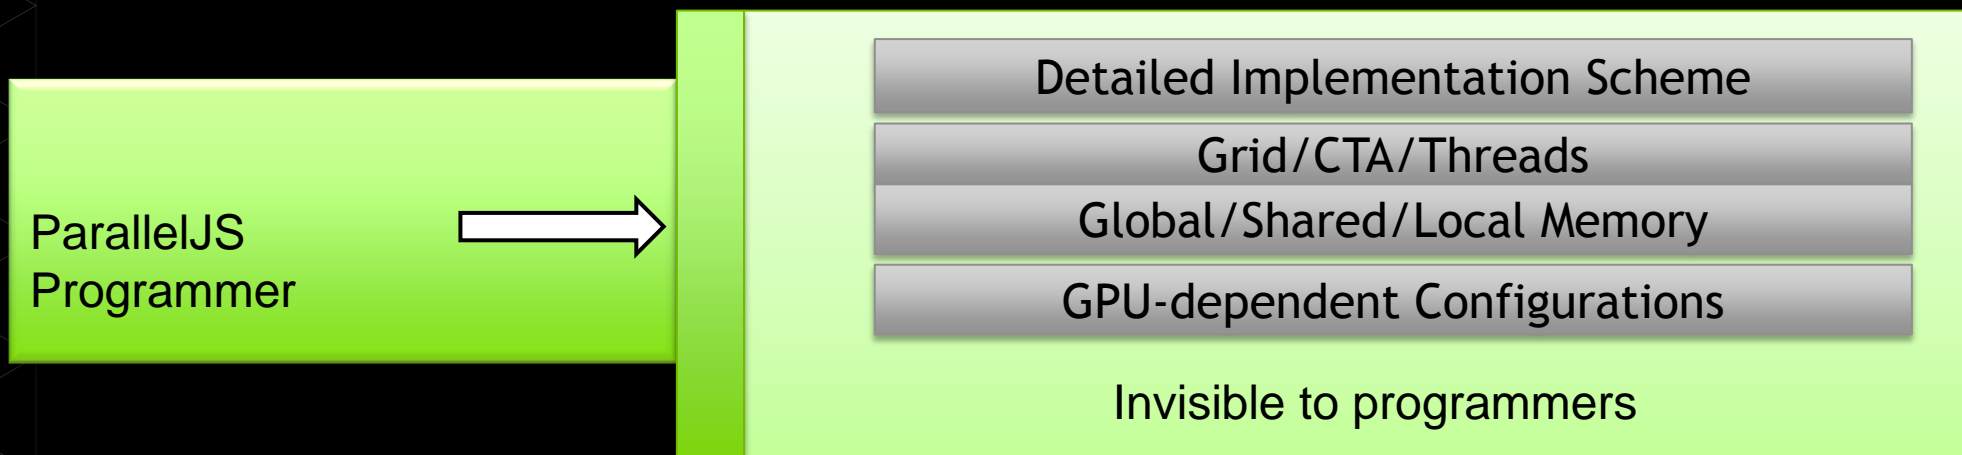 ParallelJS
Programmer
Detailed Implementation Scheme
Grid/CTA/Threads
Global/Shared/Local Memory
GPU-dependent Configurations
Invisible to programmers